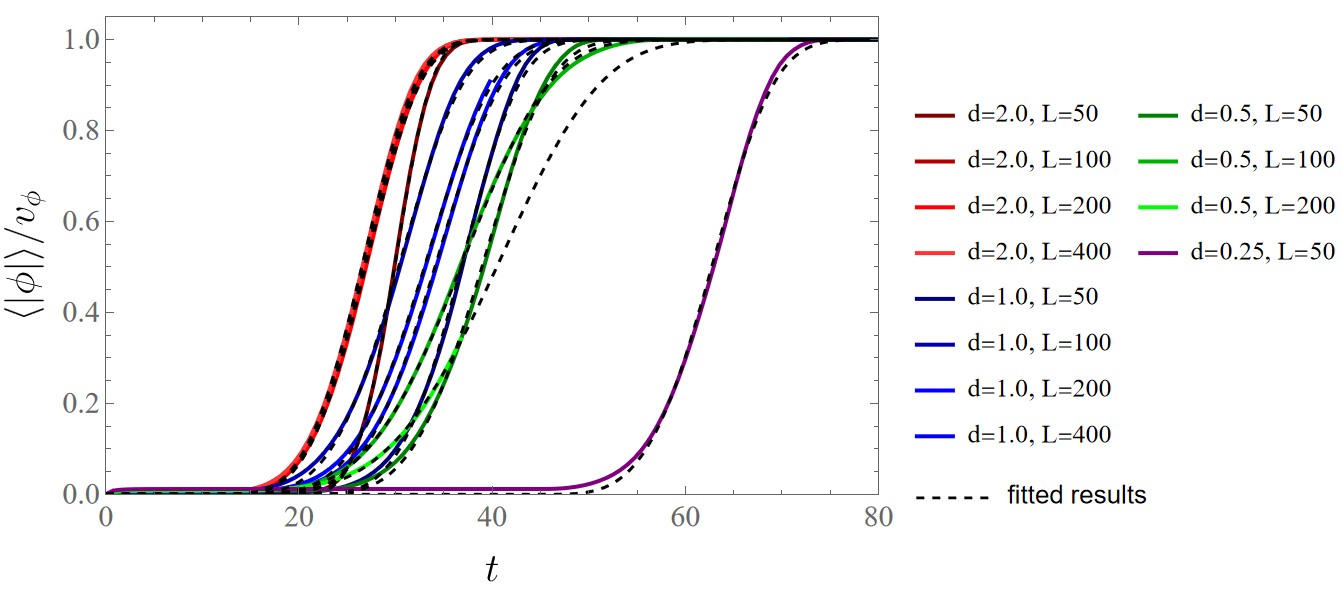 ⟨|ϕ|⟩/v_ϕ
1.0
0.8
0.6
0.4
0.2
0.0
0 20 40 60 80
t
d=2.0, L=50
d=2.0, L=100
d=2.0, L=200
d=2.0, L=400
d=1.0, L=50
d=1.0, L=100
d=1.0, L=200
d=1.0, L=400
d=0.5, L=50
d=0.5, L=100
d=0.5, L=200
d=0.25, L=50
fitted results